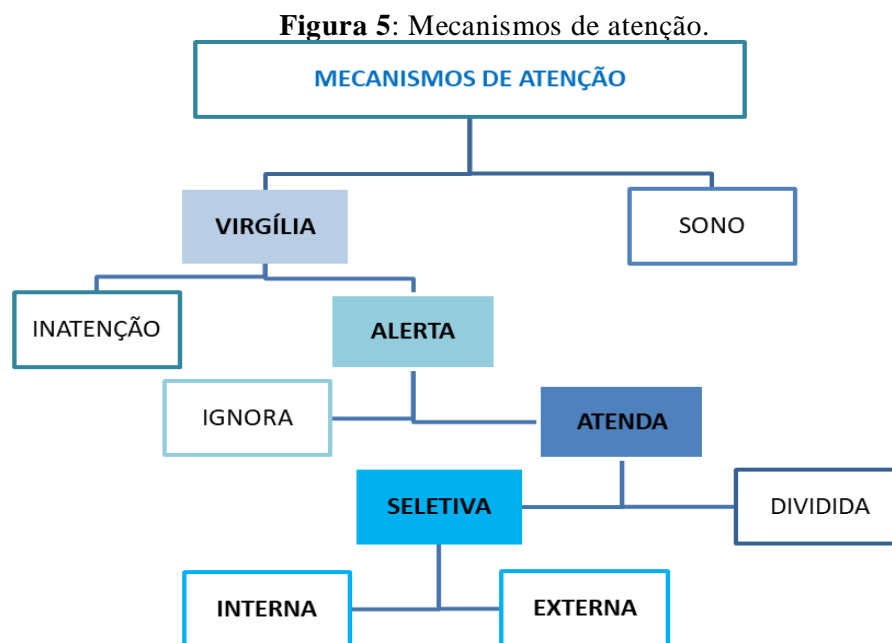 Figura 5: Mecanismos de atenção.
MECANISMOS DE ATENÇÃO
VIRGÍLIA
SONO
INATENÇÃO
ALERTA
IGNORA
ATENDA
SELETIVA
DIVIDIDA
INTERNA
EXTERNA